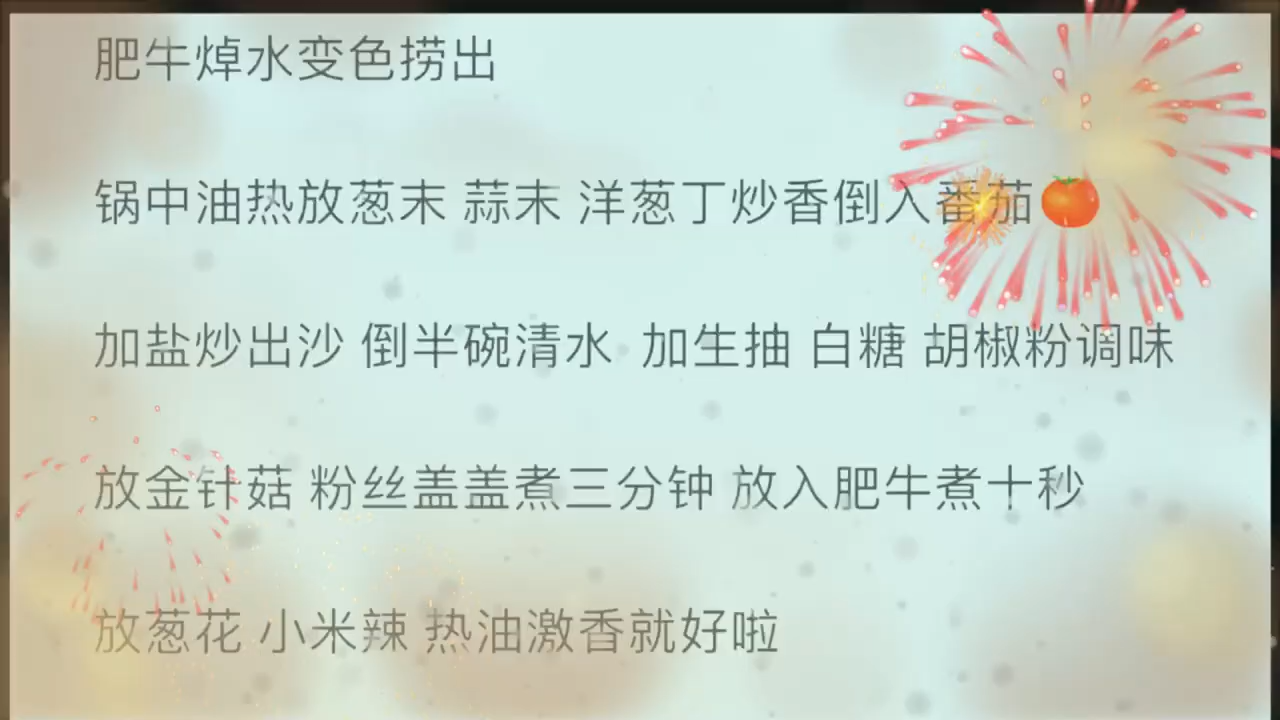 肥牛焯水变色捞出
锅中油热放葱末 蒜末 洋葱丁炒香倒入番茄🍅
加盐炒出沙 倒半碗清水 加生抽 白糖 胡椒粉调味
放金针菇 粉丝盖盖煮三分钟 放入肥牛煮十秒
放葱花 小米辣 热油激香就好啦